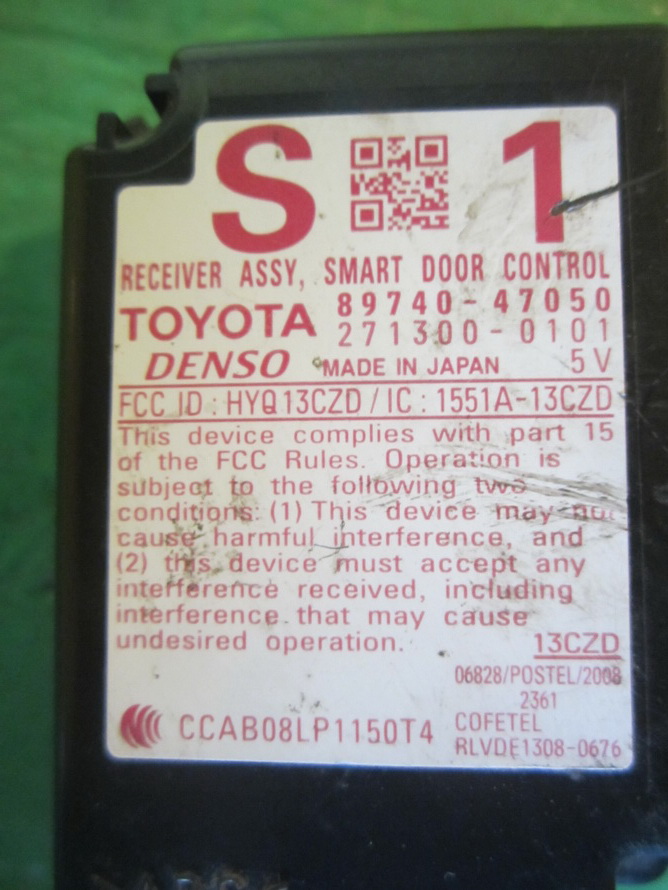 S 1
RECEIVER ASSY, SMART DOOR CONTROL
TOYOTA 89740-47050
271300-0101
DENSO MADE IN JAPAN 5V
FCC ID : HYQ13CZD / IC : 1551A-13CZD
This device complies with part 15
of the FCC Rules. Operation is
subject to the following two
conditions: (1) This device may not
cause harmful interference, and
(2) this device must accept any
interference received, including
interference that may cause
undesired operation. 13CZD
06828/POSTEL/2008
2361
CCAB08LP1150T4 COFETEL
RLVDE1308-0676